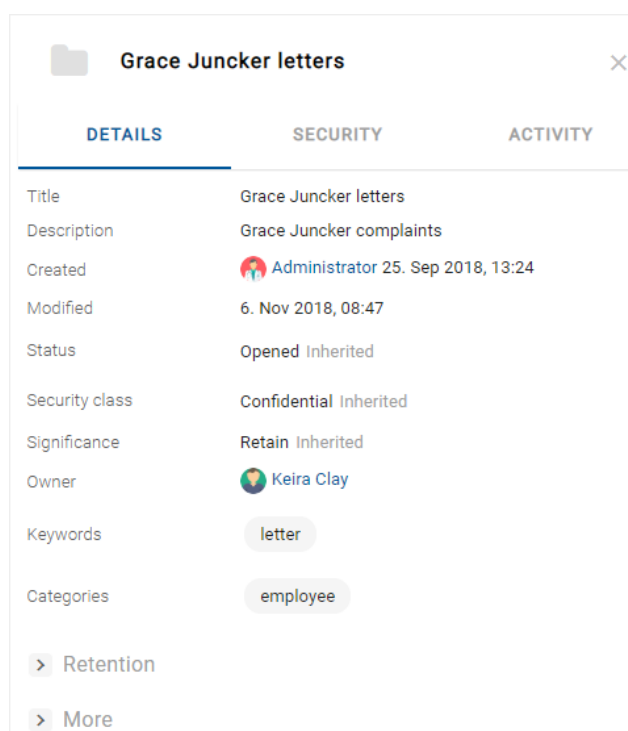 Grace Juncker letters
DETAILS SECURITY ACTIVITY
Title Grace Juncker letters
Description Grace Juncker complaints
Created Administrator 25. Sep 2018, 13:24
Modified 6. Nov 2018, 08:47
Status Opened Inherited
Security class Confidential Inherited
Significance Retain Inherited
Owner Keira Clay
Keywords letter
Categories employee
Retention
More